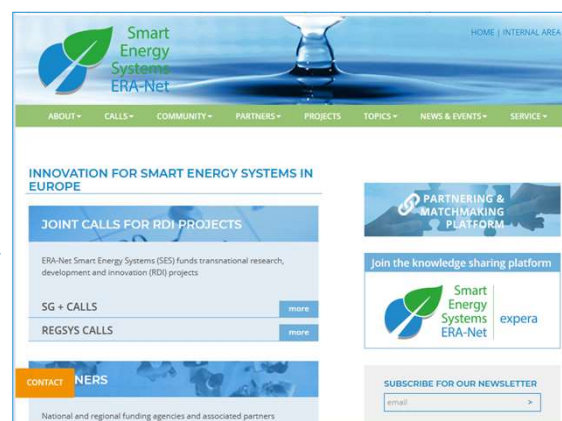 Smart
Energy
Systems
ERA-Net
HOME | INTERNAL AREA
ABOUT
CALLS
COMMUNITY
PARTNERS
PROJECTS
TOPICS
NEWS & EVENTS
SERVICE
INNOVATION FOR SMART ENERGY SYSTEMS IN
EUROPE
JOINT CALLS FOR RDI PROJECTS
ERA-Net Smart Energy Systems (SES) funds transnational research,
development and innovation (RDI) projects
SG + CALLS
more
REGSYS CALLS
more
CONTACT
NERS
National and regional funding agencies and associated partners
PARTNERING &
MATCHMAKING
PLATFORM
Join the knowledge sharing platform
Smart
Energy
Systems
ERA-Net
expera
SUBSCRIBE FOR OUR NEWSLETTER
email
>